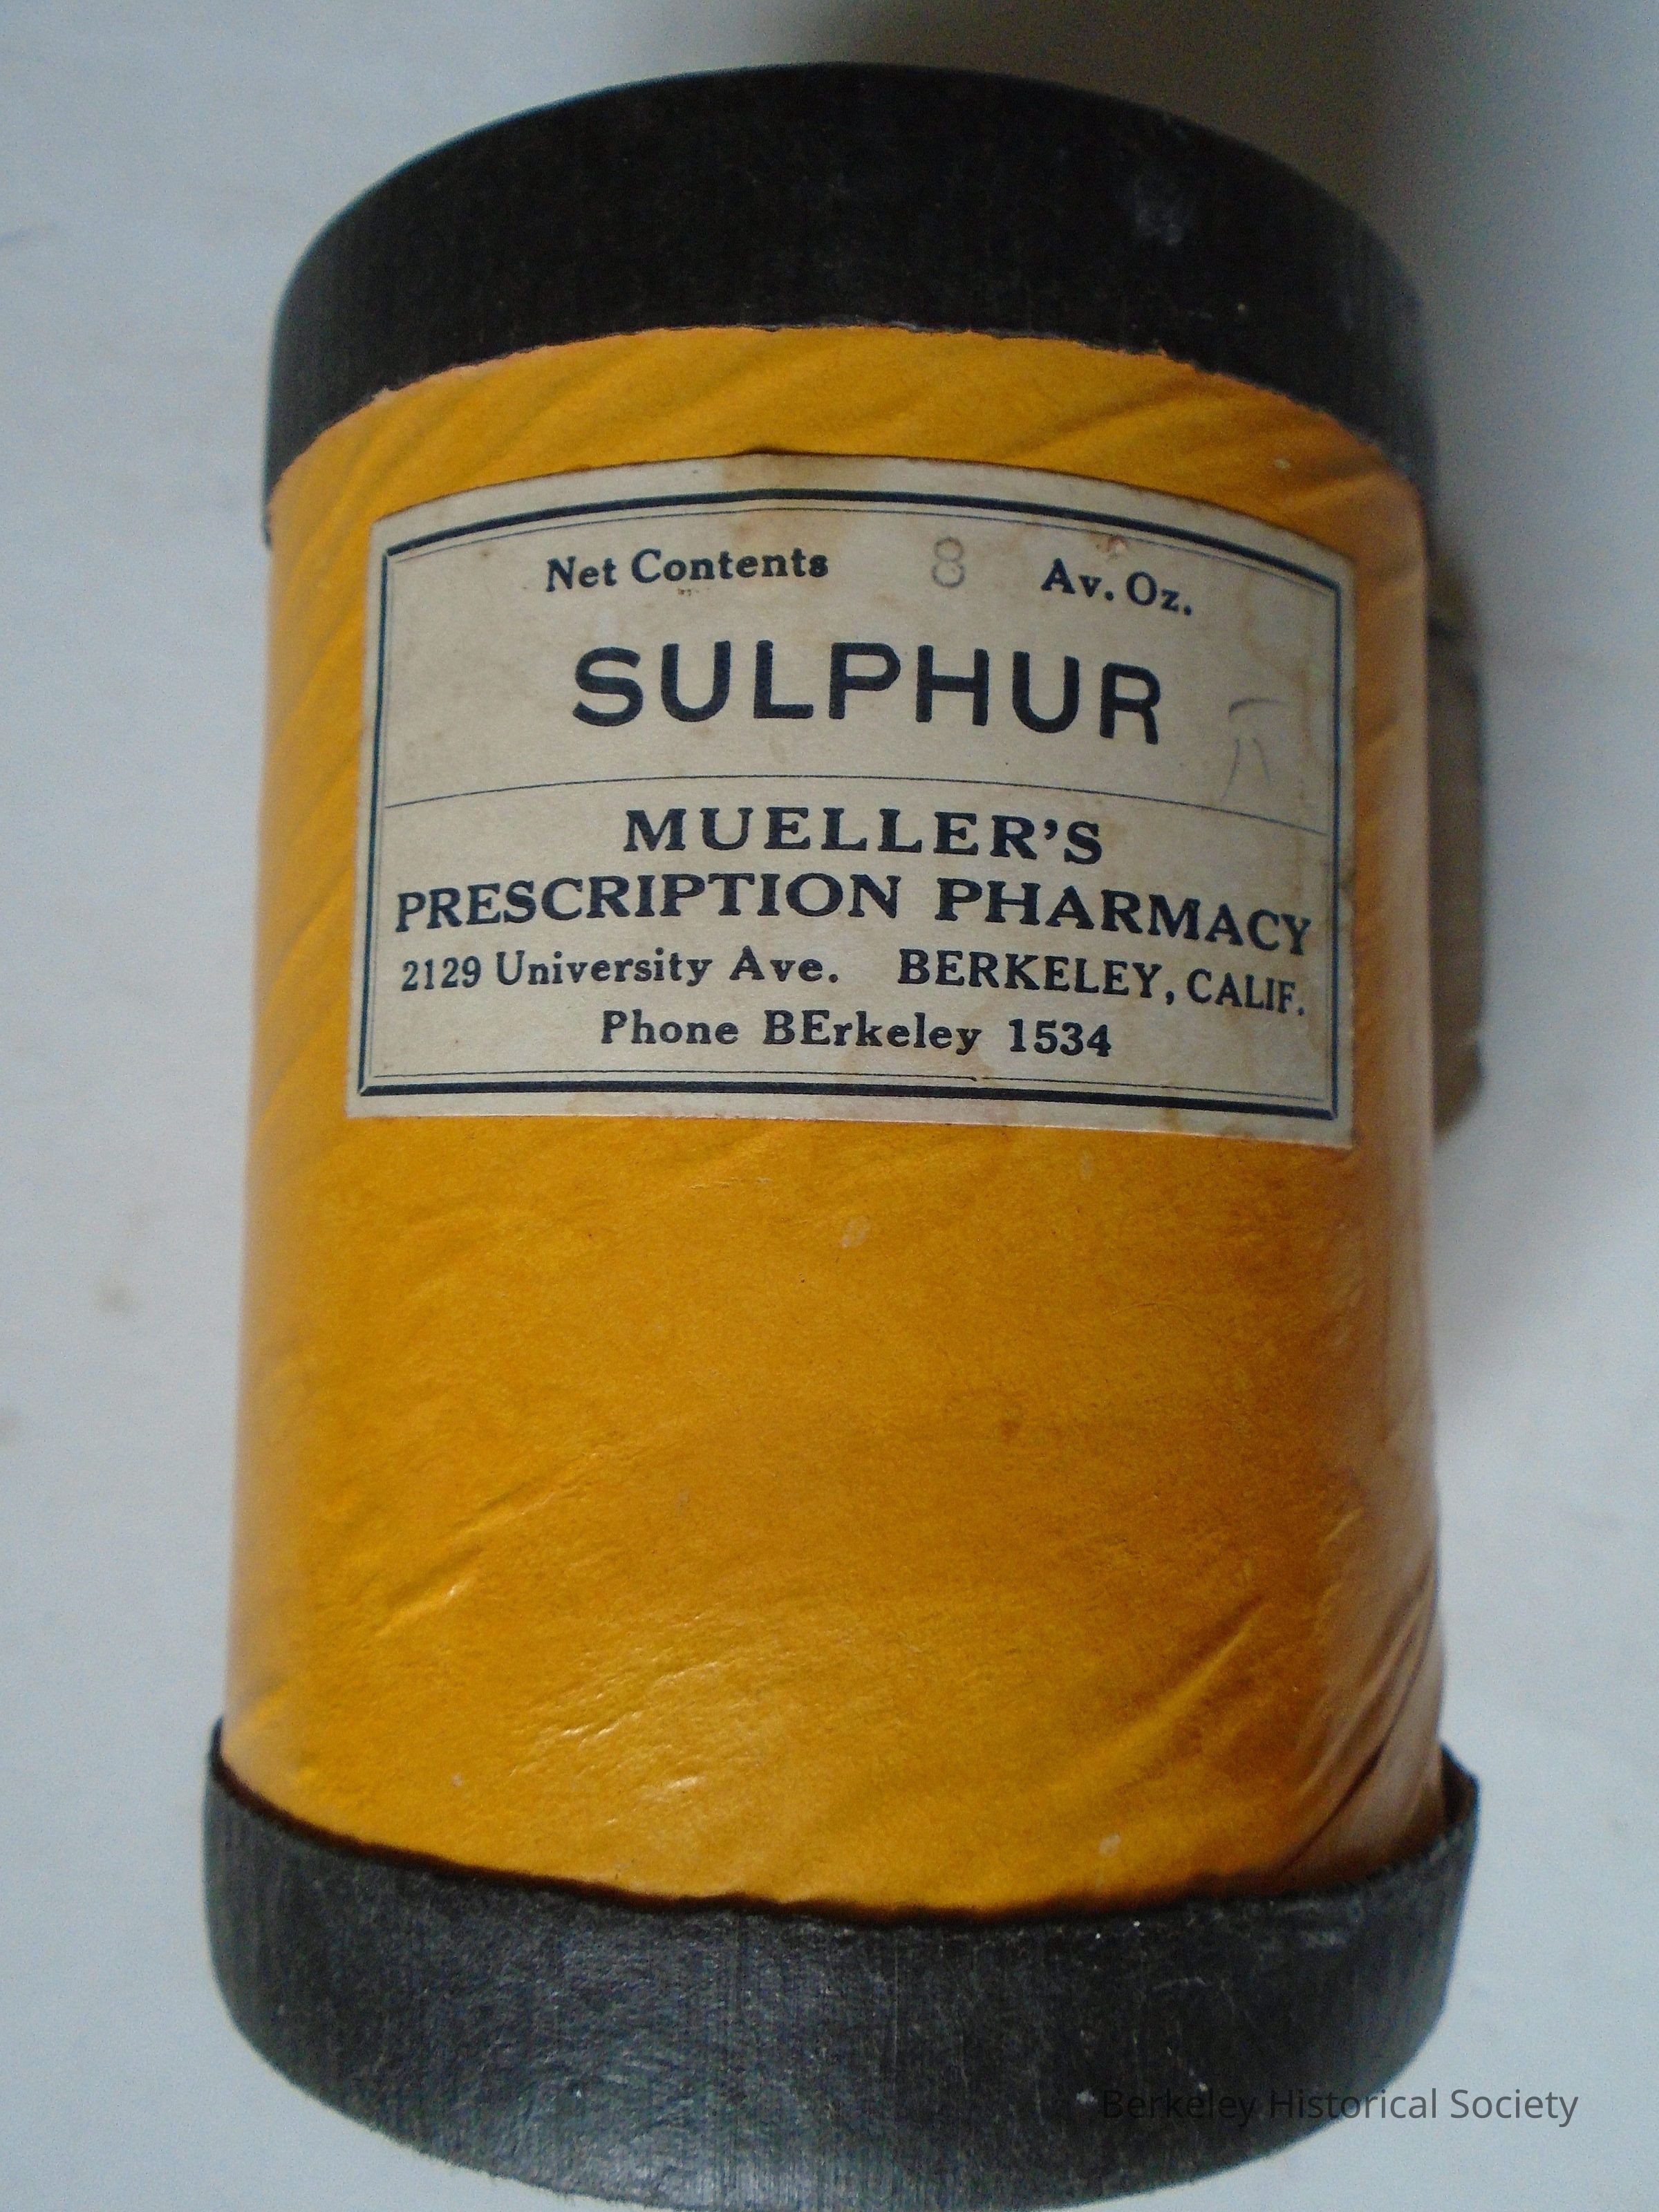 Net Contents 8 Av. Oz.
SULPHUR
MUELLER'S
PRESCRIPTION PHARMACY
2129 University Ave. BERKELEY, CALIF.
Phone BErkeley 1534
Berkeley Historical Society